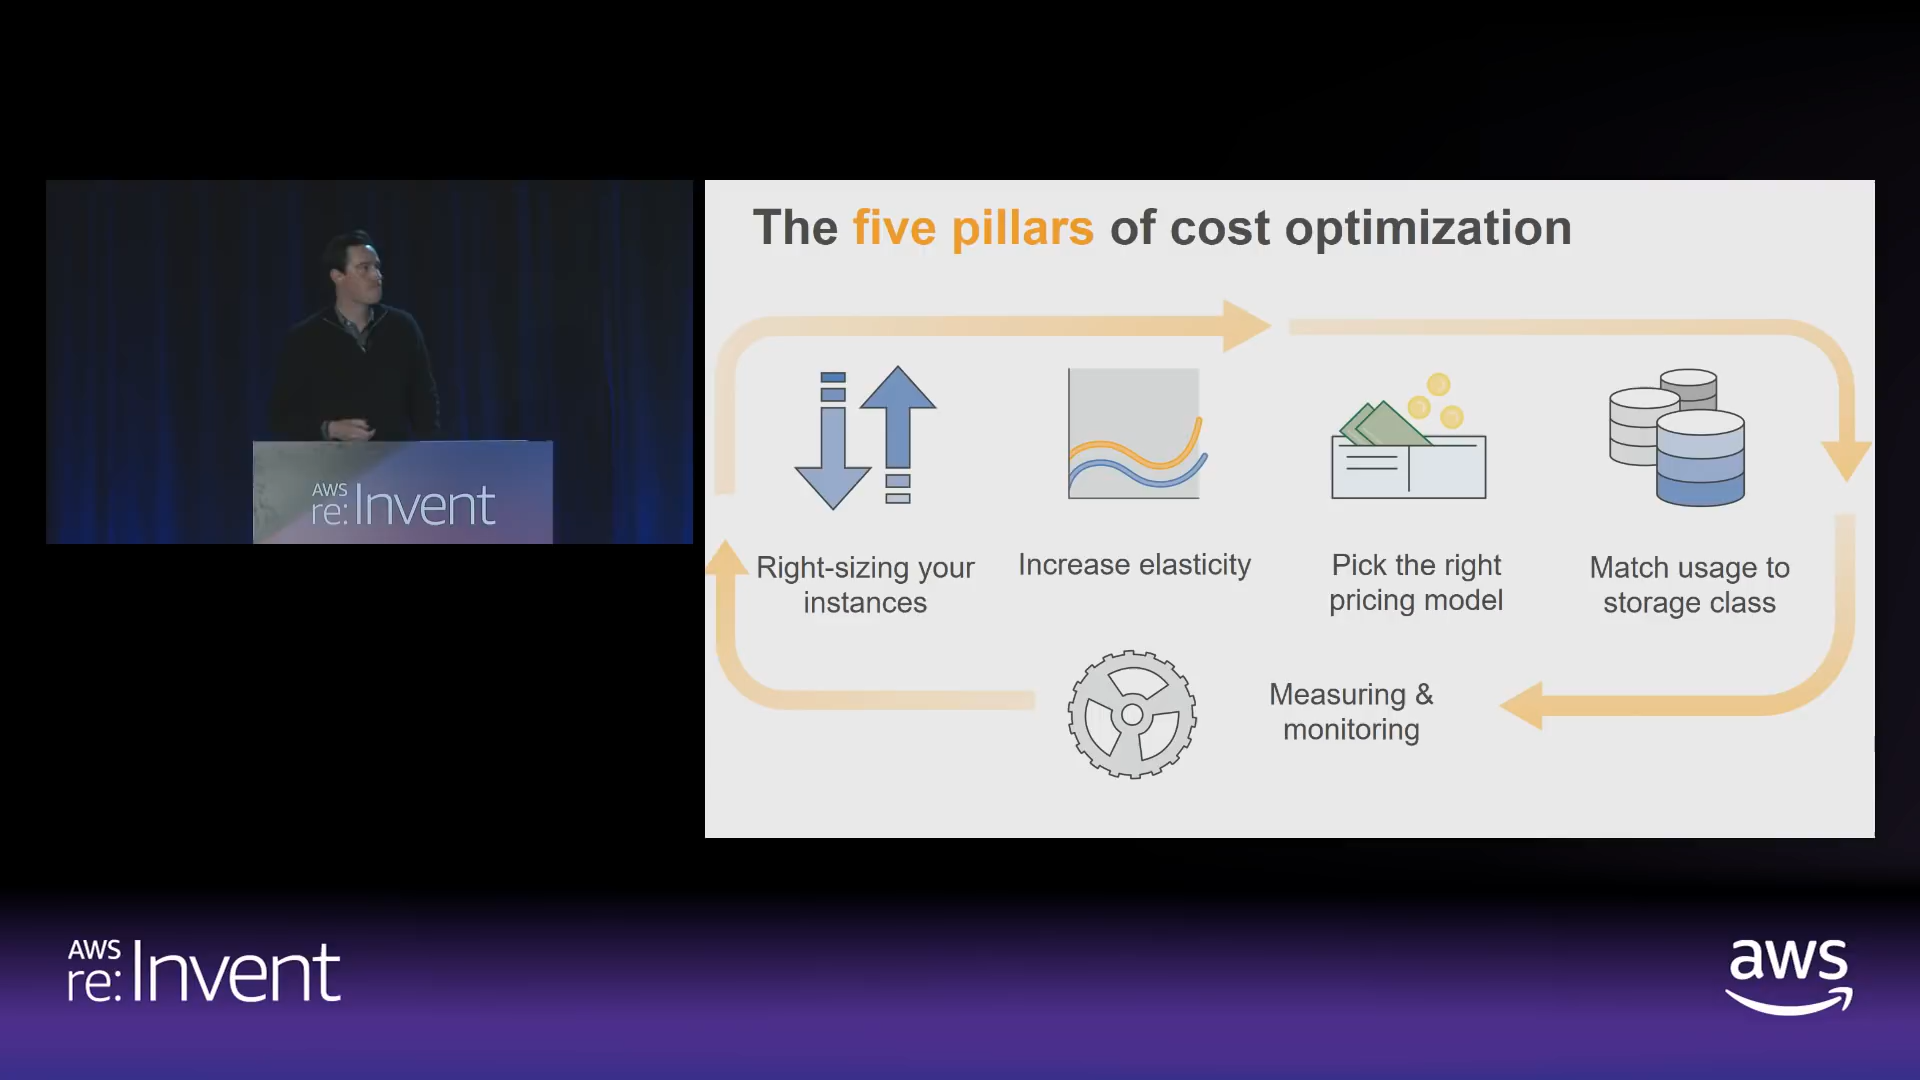 The five pillars of cost optimization
Right-sizing your
instances
Increase elasticity
Pick the right
pricing model
Match usage to
storage class
Measuring &
monitoring
AWS
re:Invent
AWS
re:Invent
aws